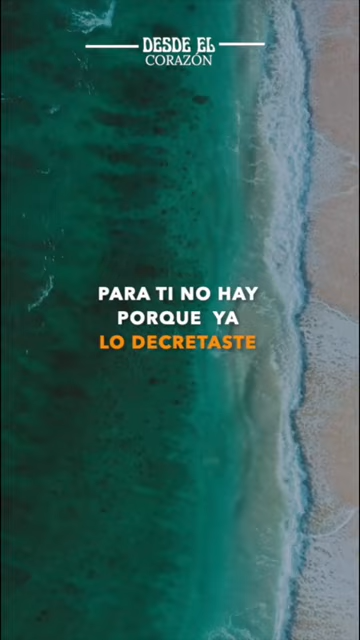 DESDE EL
CORAZÓN
PARA TI NO HAY
PORQUE YA
LO DECRETASTE